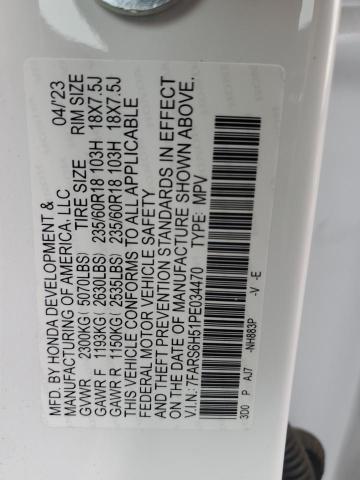 MFD. BY HONDA DEVELOPMENT & 04/'23
MANUFACTURING OF AMERICA, LLC
TIRE SIZE RIM SIZE
GVWR 2300KG( 5070LBS)
GAWR F 1193KG( 2630LBS) 235/60R18 103H 18X7.5J
GAWR R 1150KG( 2535LBS) 235/60R18 103H 18X7.5J
THIS VEHICLE CONFORMS TO ALL APPLICABLE
FEDERAL MOTOR VEHICLE SAFETY
AND THEFT PREVENTION STANDARDS IN EFFECT
ON THE DATE OF MANUFACTURE SHOWN ABOVE.
V.I.N.: 7FARS6H51PE034470 TYPE: MPV
3D0 P AJ7 -NH883P -V -E